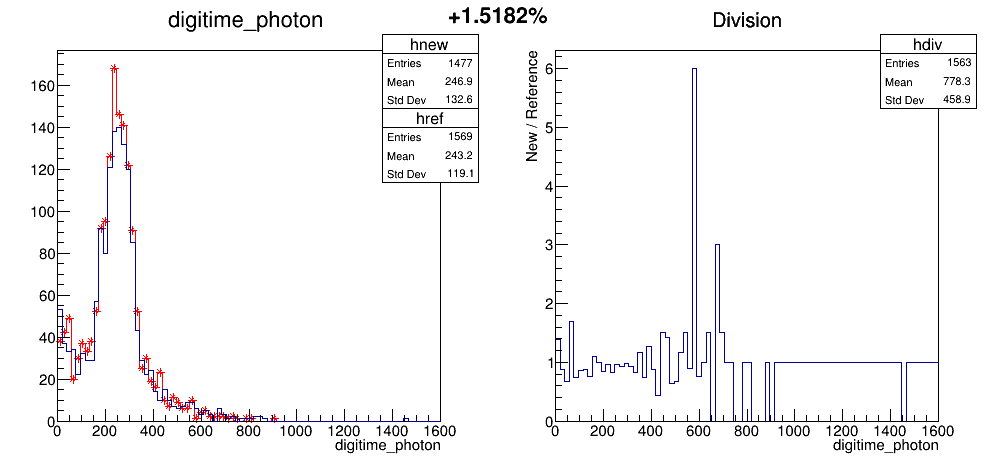 +1.5182%
digitime_photon
hnew
Entries 1477
Mean 246.9
Std Dev 132.6
href
Entries 1569
Mean 243.2
Std Dev 119.1
160
140
120
100
80
60
40
20
0
0 200 400 600 800 1000 1200 1400 1600
digitime_photon
Division
hdiv
Entries 1563
Mean 778.3
Std Dev 458.9
New / Reference
6
5
4
3
2
1
0
0 200 400 600 800 1000 1200 1400 1600
digitime_photon